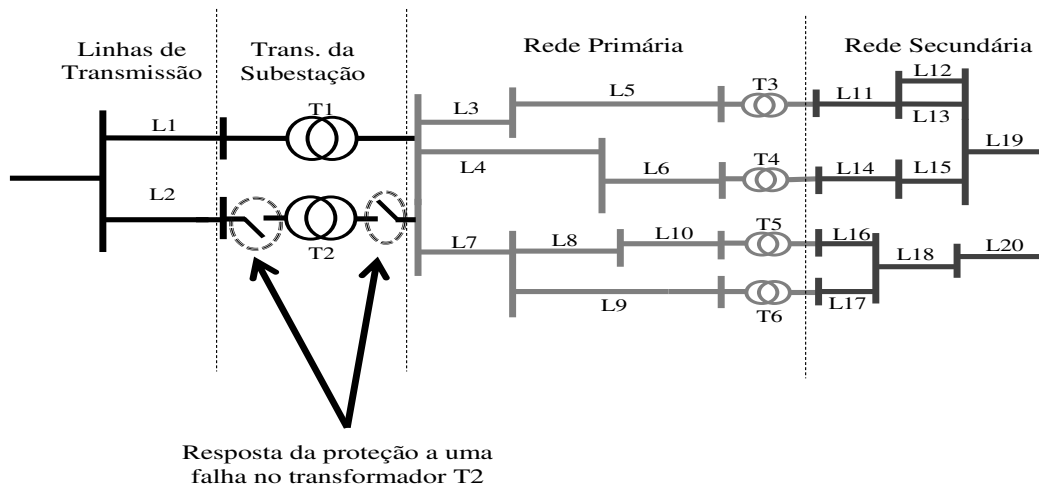 Linhas de
Transmissão
Trans. da
Subestação
Rede Primária
Rede Secundária
L1
L2
T1
T2
L3
L4
L5
L6
L7
L8
L9
L10
T3
T4
T5
T6
L11
L12
L13
L14
L15
L16
L17
L18
L19
L20
Resposta da proteção a uma
falha no transformador T2